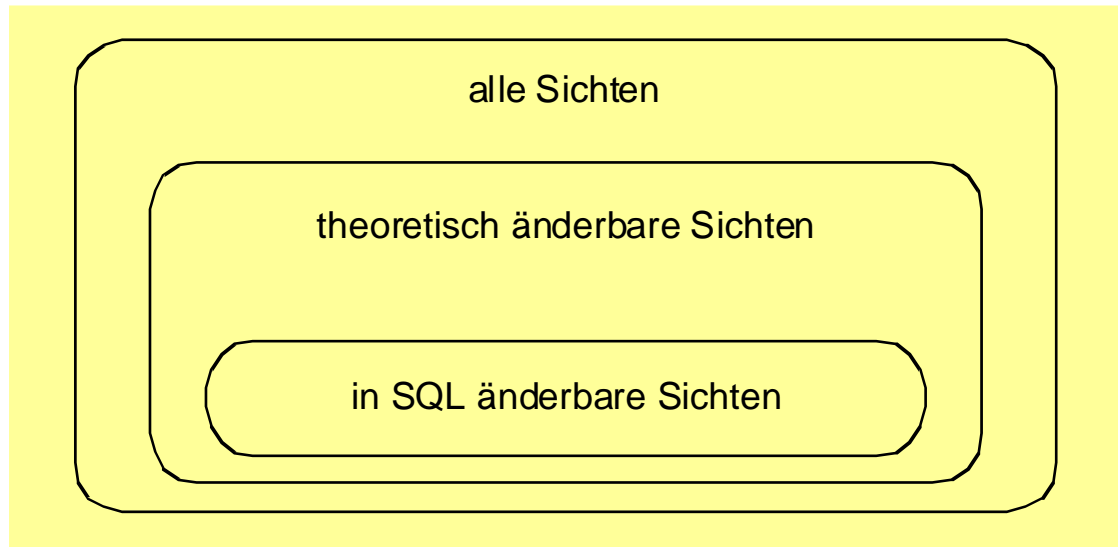 alle Sichten
theoretisch änderbare Sichten
in SQL änderbare Sichten